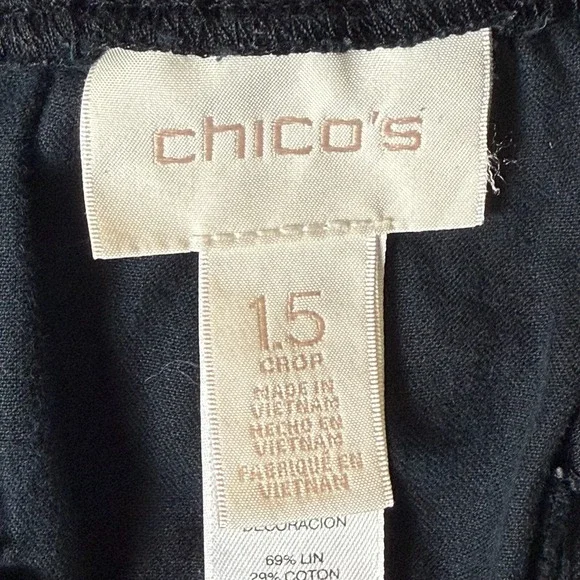 chico's
1.5
CROP
MADE IN
VIETNAM
HECHO EN
VIETNAM
FABRIQUÉ EN
VIETNAM
DECORACION
69% LIN
29% COTON